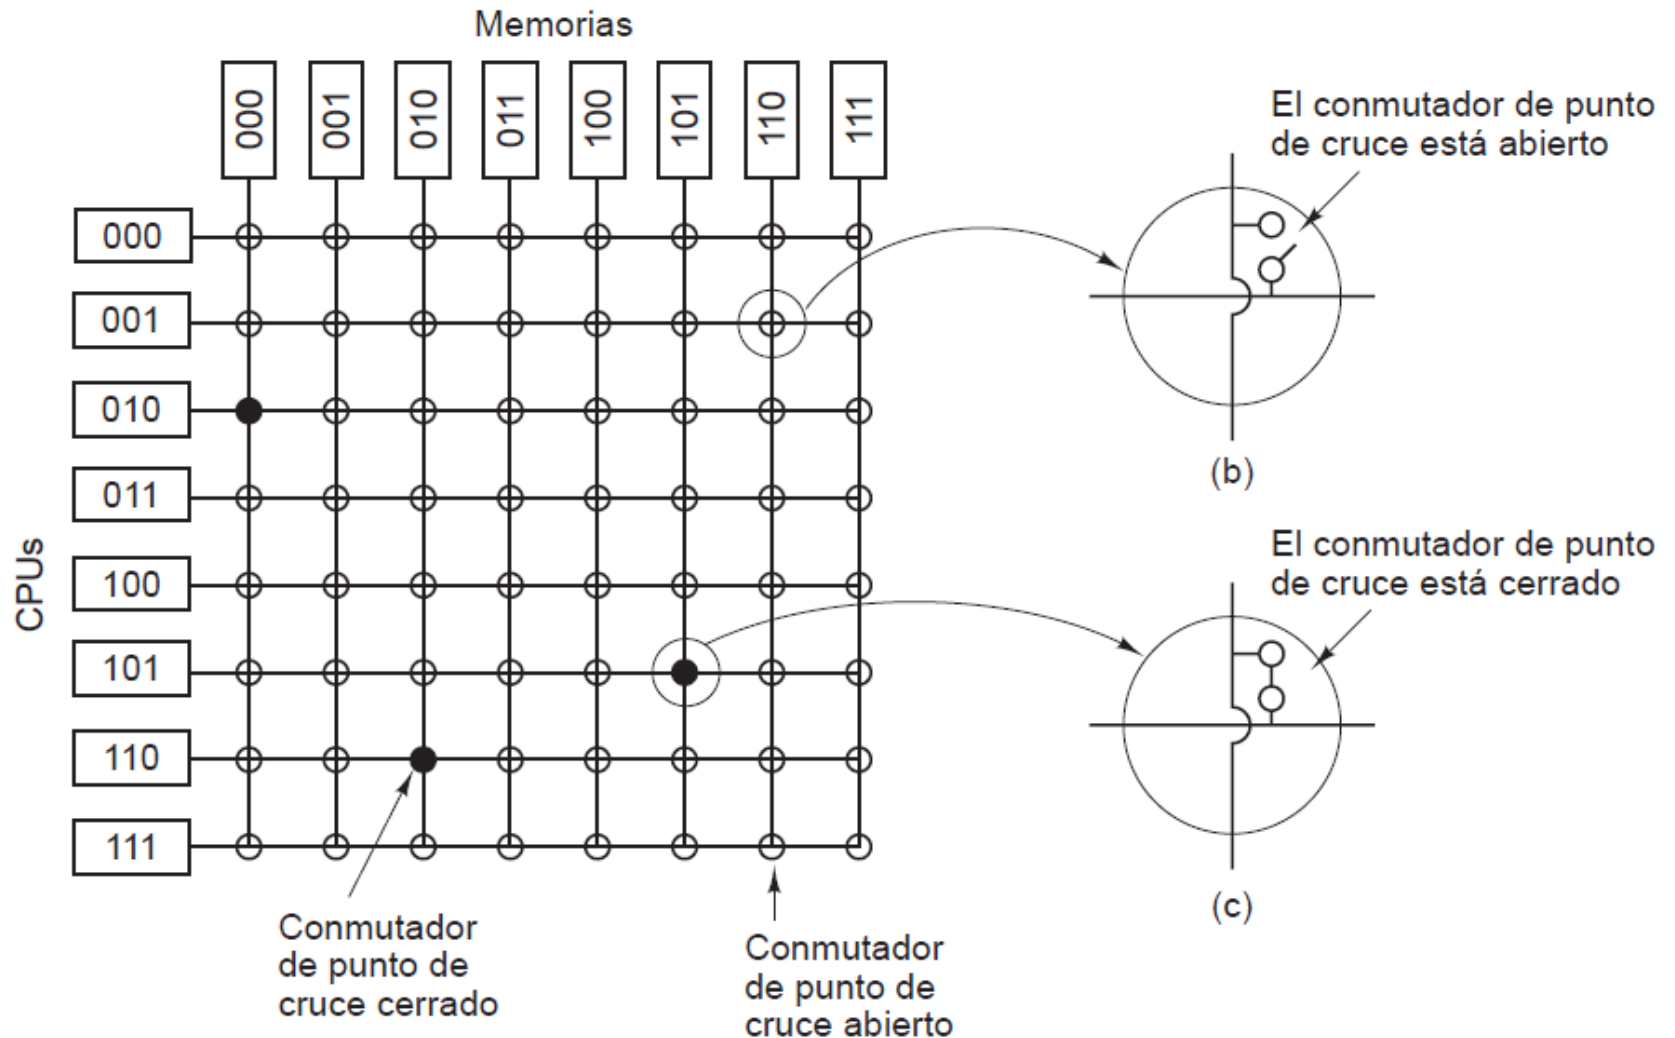 Memorias
000 001 010 011 100 101 110 111
El conmutador de punto
de cruce está abierto
000
001
010
011
100
101
110
111
CPUs
(b)
El conmutador de punto
de cruce está cerrado
(c)
Conmutador
de punto de
cruce cerrado
Conmutador
de punto de
cruce abierto